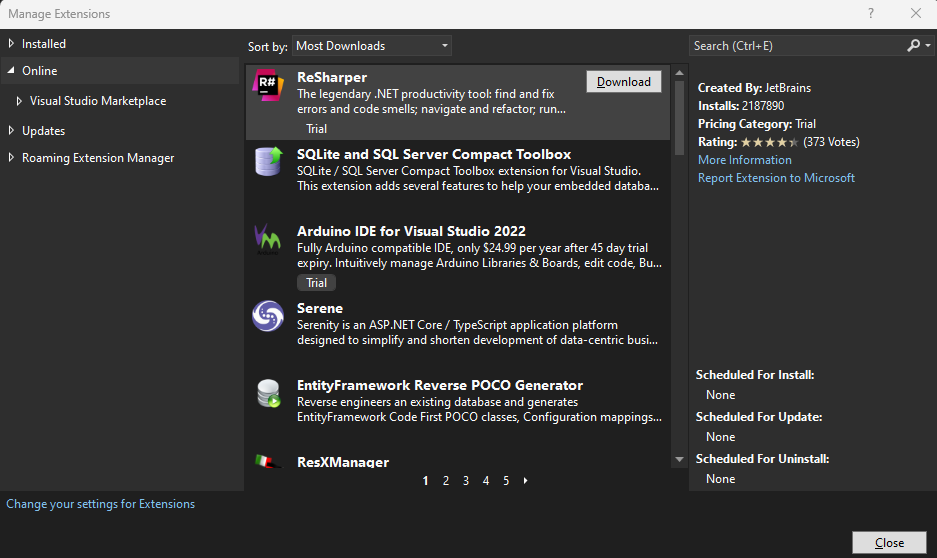 Manage Extensions
?
Installed
Online
Visual Studio Marketplace
Updates
Roaming Extension Manager
Sort by: Most Downloads
R#
ReSharper
Download
The legendary .NET productivity tool: find and fix
errors and code smells; navigate and refactor; run...
Trial
SQLite and SQL Server Compact Toolbox
SQLite / SQL Server Compact Toolbox extension for Visual Studio.
This extension adds several features to help your embedded databa...
VM
Arduino IDE for Visual Studio 2022
Fully Arduino compatible IDE, only $24.99 per year after 45 day trial
expiry. Intuitively manage Arduino Libraries & Boards, edit code, Bu...
Trial
Serene
Serenity is an ASP.NET Core / TypeScript application platform
designed to simplify and shorten development of data-centric busi...
EntityFramework Reverse POCO Generator
Reverse engineers an existing database and generates
EntityFramework Code First POCO classes, Configuration mappings...
ResXManager
1 2 3 4 5
Search (Ctrl+E)
Created By: JetBrains
Installs: 2187890
Pricing Category: Trial
Rating: (373 Votes)
More Information
Report Extension to Microsoft
Scheduled For Install:
None
Scheduled For Update:
None
Scheduled For Uninstall:
None
Change your settings for Extensions
Close